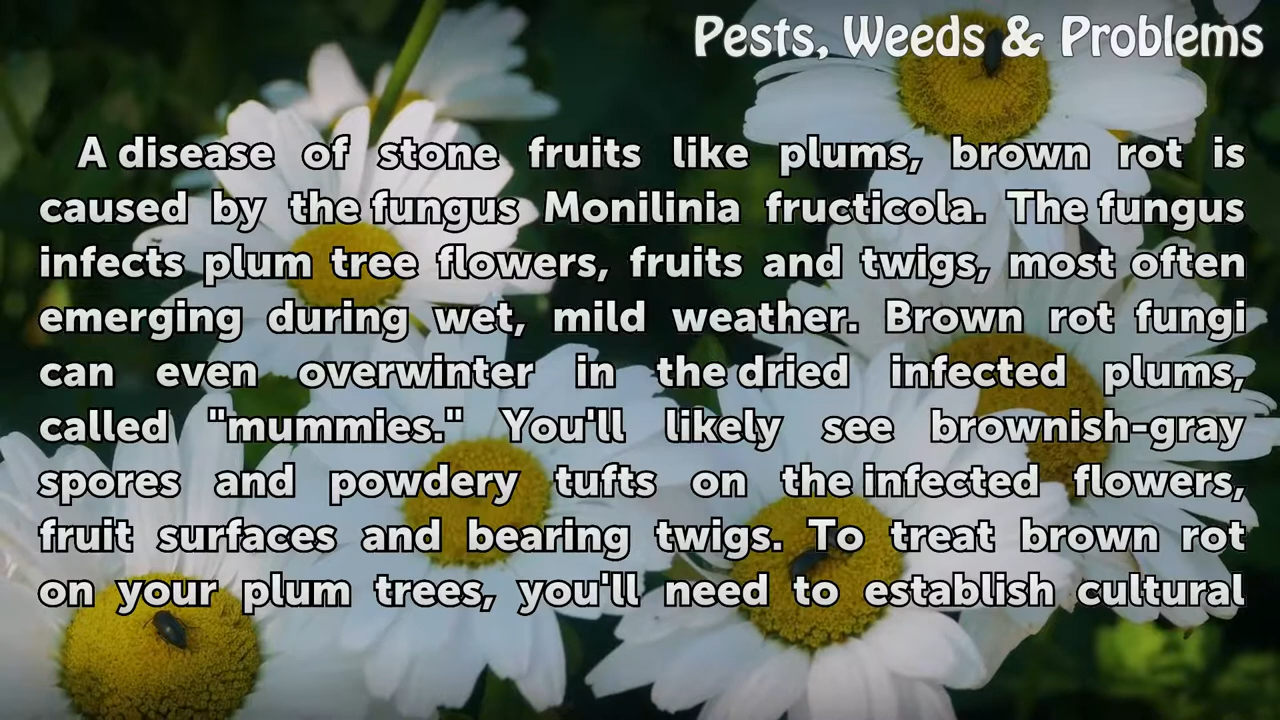 Pests, Weeds & Problems
A disease of stone fruits like plums, brown rot is
caused by the fungus Monilinia fructicola. The fungus
infects plum tree flowers, fruits and twigs, most often
emerging during wet, mild weather. Brown rot fungi
can even overwinter in the dried infected plums,
called "mummies." You'll likely see brownish-gray
spores and powdery tufts on the infected flowers,
fruit surfaces and bearing twigs. To treat brown rot
on your plum trees, you'll need to establish cultural